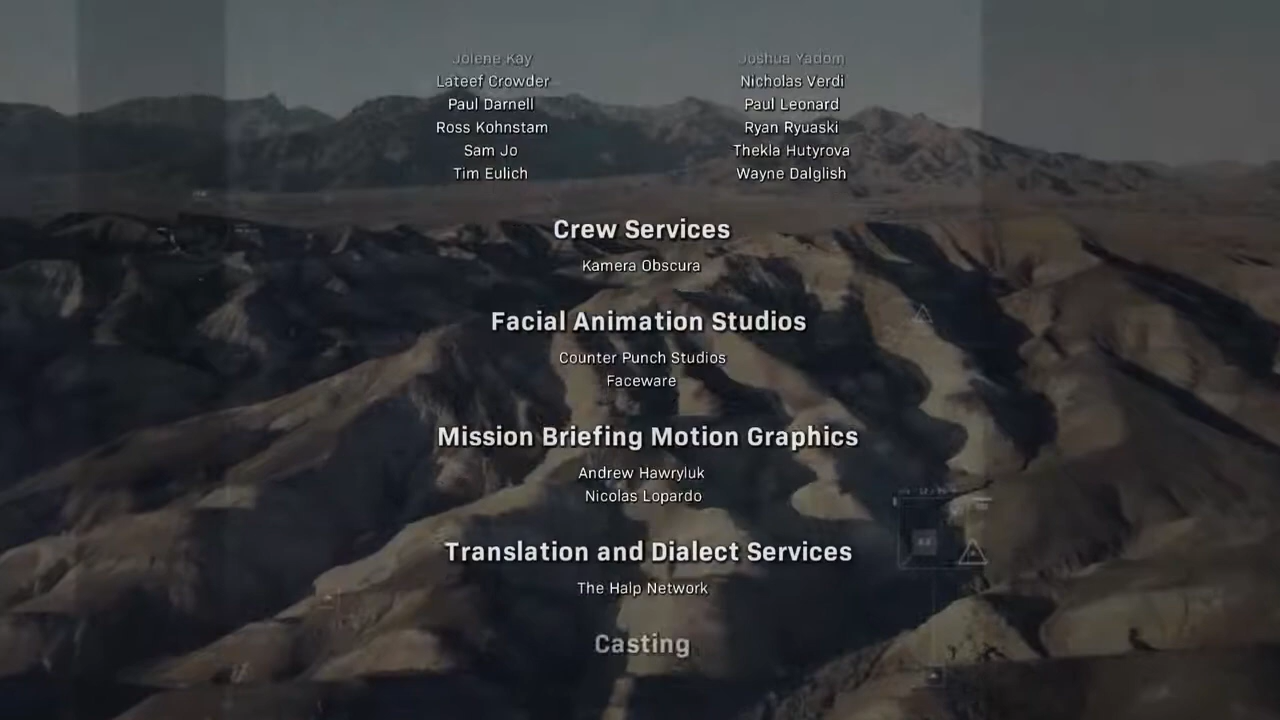 Jolene Kay Joshua Yadom
Lateef Crowder Nicholas Verdi
Paul Darnell Paul Leonard
Ross Kohnstam Ryan Ryuaski
Sam Jo Thekla Hutyrova
Tim Eulich Wayne Dalglish
Crew Services
Kamera Obscura
Facial Animation Studios
Counter Punch Studios
Faceware
Mission Briefing Motion Graphics
Andrew Hawryluk
Nicolas Lopardo
Translation and Dialect Services
The Halp Network
Casting